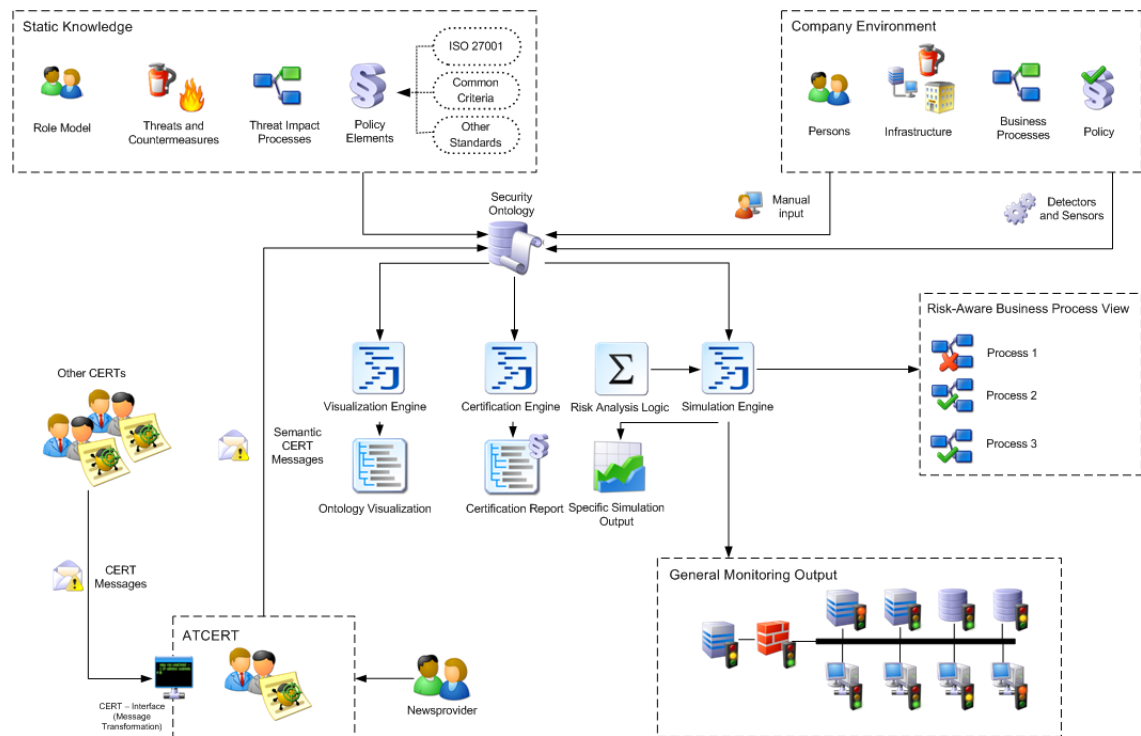 Static Knowledge
ISO 27001
Common
Criteria
Other
Standards
Role Model
Threats and
Countermeasures
Threat Impact
Processes
Policy
Elements
Company Environment
Persons
Infrastructure
Business
Processes
Policy
Security
Ontology
Manual
input
Detectors
and Sensors
Risk-Aware Business Process View
Process 1
Process 2
Process 3
Other CERTs
Visualization Engine
Certification Engine
Risk Analysis Logic
Σ
Simulation Engine
Semantic
CERT
Messages
Ontology Visualization
Certification Report
Specific Simulation
Output
CERT
Messages
General Monitoring Output
ATCERT
CERT – Interface
(Message
Transformation)
Newsprovider